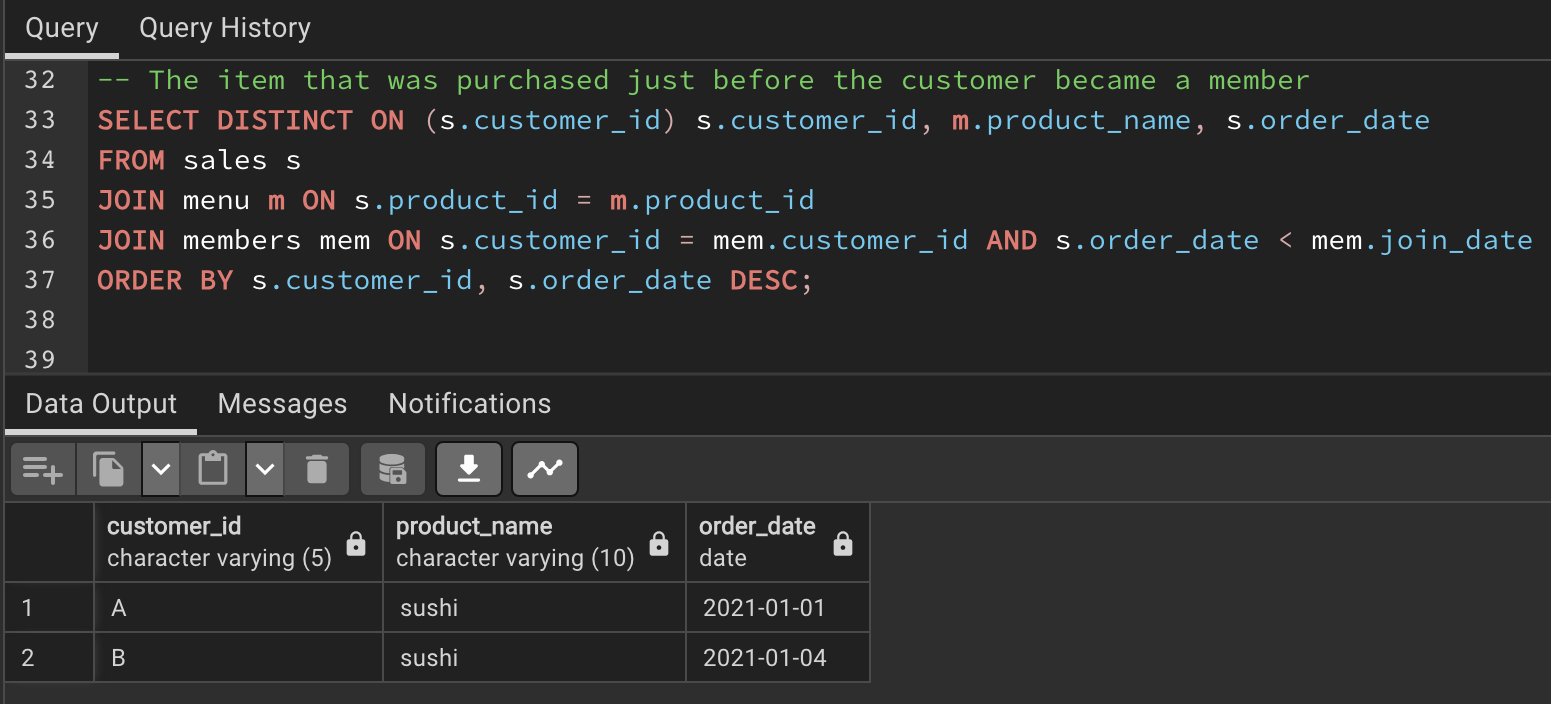 Query Query History
32 -- The item that was purchased just before the customer became a member
33 SELECT DISTINCT ON (s.customer_id) s.customer_id, m.product_name, s.order_date
34 FROM sales s
35 JOIN menu m ON s.product_id = m.product_id
36 JOIN members mem ON s.customer_id = mem.customer_id AND s.order_date < mem.join_date
37 ORDER BY s.customer_id, s.order_date DESC;
38
39
Data Output Messages Notifications
customer_id product_name order_date
character varying (5) character varying (10) date
1 A sushi 2021-01-01
2 B sushi 2021-01-04